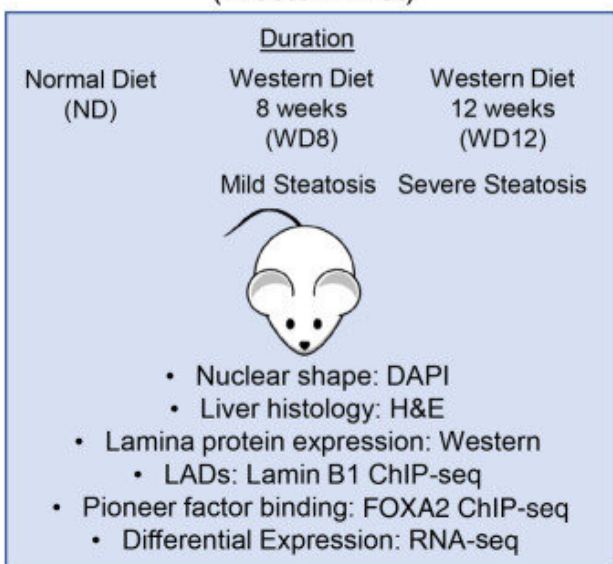 Duration
Normal Diet
(ND)
Western Diet
8 weeks
(WD8)
Western Diet
12 weeks
(WD12)
Mild Steatosis
Severe Steatosis
• Nuclear shape: DAPI
• Liver histology: H&E
• Lamina protein expression: Western
• LADs: Lamin B1 ChIP-seq
• Pioneer factor binding: FOXA2 ChIP-seq
• Differential Expression: RNA-seq